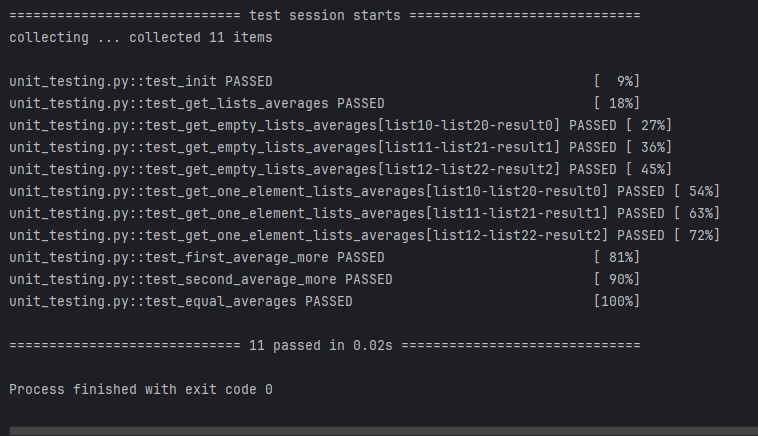 ============================= test session starts =============================
collecting ... collected 11 items
unit_testing.py::test_init PASSED [  9%]
unit_testing.py::test_get_lists_averages PASSED [ 18%]
unit_testing.py::test_get_empty_lists_averages[list10-list20-result0] PASSED [ 27%]
unit_testing.py::test_get_empty_lists_averages[list11-list21-result1] PASSED [ 36%]
unit_testing.py::test_get_empty_lists_averages[list12-list22-result2] PASSED [ 45%]
unit_testing.py::test_get_one_element_lists_averages[list10-list20-result0] PASSED [ 54%]
unit_testing.py::test_get_one_element_lists_averages[list11-list21-result1] PASSED [ 63%]
unit_testing.py::test_get_one_element_lists_averages[list12-list22-result2] PASSED [ 72%]
unit_testing.py::test_first_average_more PASSED [ 81%]
unit_testing.py::test_second_average_more PASSED [ 90%]
unit_testing.py::test_equal_averages PASSED [100%]
============================= 11 passed in 0.02s ==============================
Process finished with exit code 0